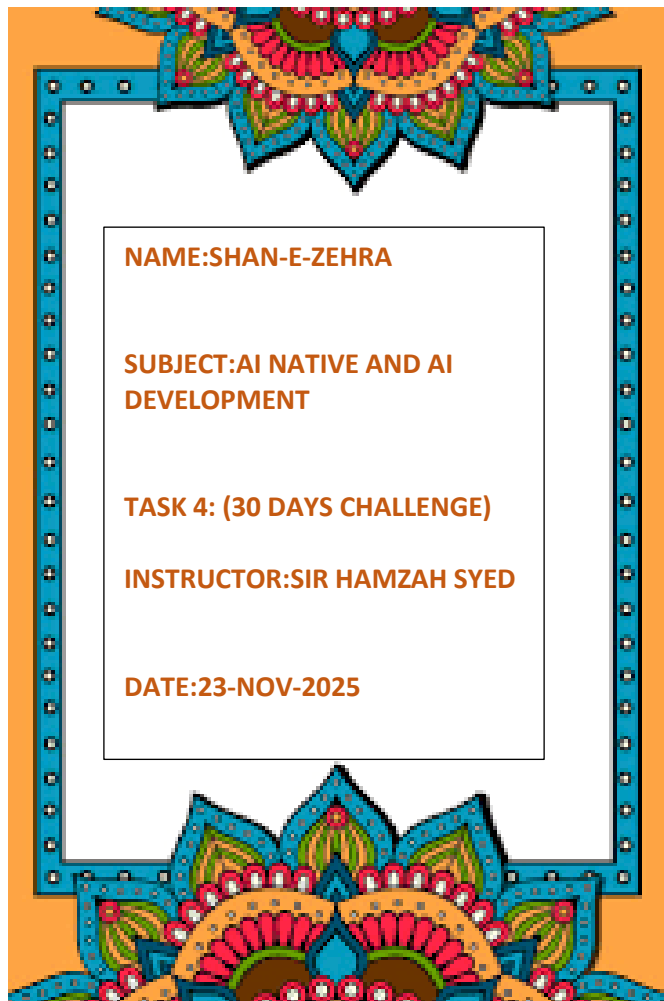 NAME:SHAN-E-ZEHRA
SUBJECT:AI NATIVE AND AI
DEVELOPMENT
TASK 4: (30 DAYS CHALLENGE)
INSTRUCTOR:SIR HAMZAH SYED
DATE:23-NOV-2025